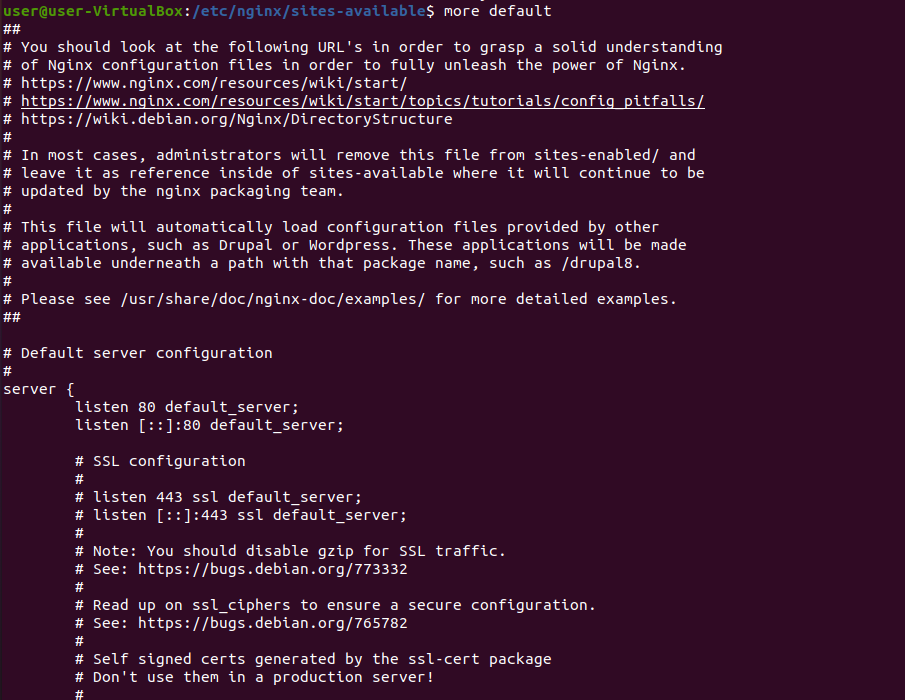 user@user-VirtualBox:/etc/nginx/sites-available$ more default
##
# You should look at the following URL's in order to grasp a solid understanding
# of Nginx configuration files in order to fully unleash the power of Nginx.
# https://www.nginx.com/resources/wiki/start/
# https://www.nginx.com/resources/wiki/start/topics/tutorials/config_pitfalls/
# https://wiki.debian.org/Nginx/DirectoryStructure
#
# In most cases, administrators will remove this file from sites-enabled/ and
# leave it as reference inside of sites-available where it will continue to be
# updated by the nginx packaging team.
#
# This file will automatically load configuration files provided by other
# applications, such as Drupal or Wordpress. These applications will be made
# available underneath a path with that package name, such as /drupal8.
#
# Please see /usr/share/doc/nginx-doc/examples/ for more detailed examples.
##

# Default server configuration
#
server {
        listen 80 default_server;
        listen [::]:80 default_server;

        # SSL configuration
        #
        # listen 443 ssl default_server;
        # listen [::]:443 ssl default_server;
        #
        # Note: You should disable gzip for SSL traffic.
        # See: https://bugs.debian.org/773332
        #
        # Read up on ssl_ciphers to ensure a secure configuration.
        # See: https://bugs.debian.org/765782
        #
        # Self signed certs generated by the ssl-cert package
        # Don't use them in a production server!
        #